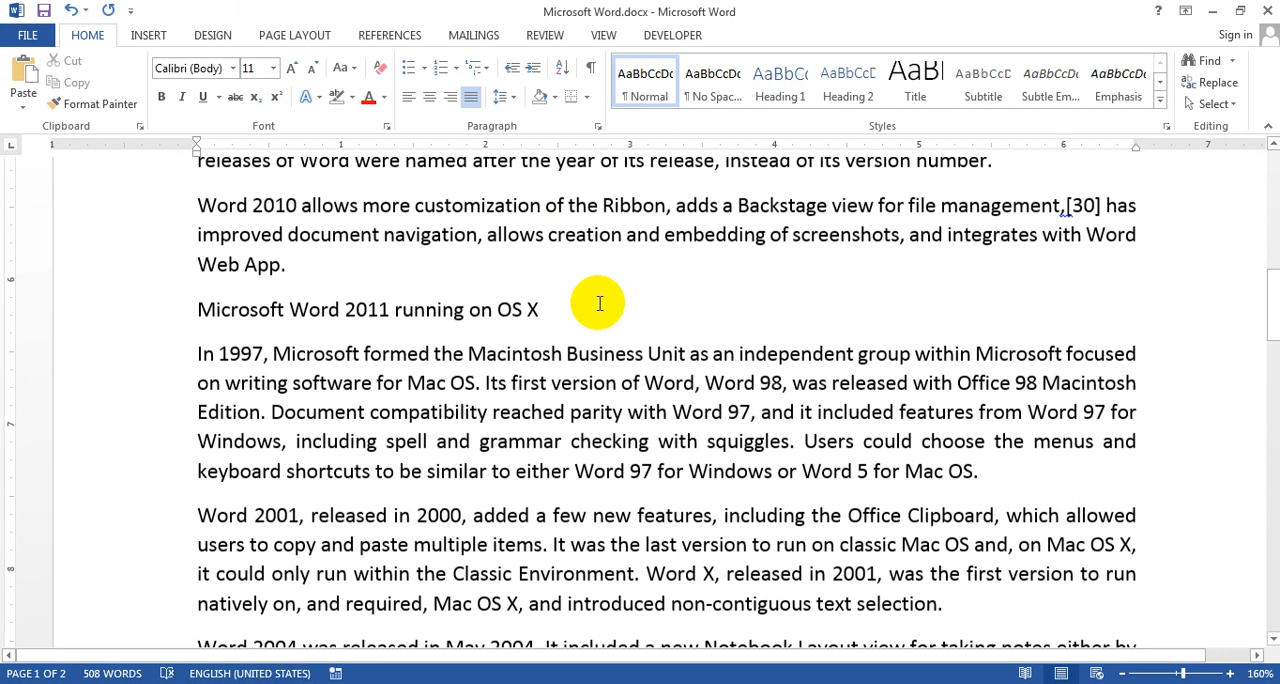 Microsoft Word.docx - Microsoft Word
Sign in
FILE HOME INSERT DESIGN PAGE LAYOUT REFERENCES MAILINGS REVIEW VIEW DEVELOPER
Paste
Cut
Copy
Format Painter
Clipboard
Calibri (Body) 11
Font
Paragraph
AaBbCcDc AaBbCcDc AaBbCc AaBbCcD AaBl AaBbCcD AaBbCcDc AaBbCcDc
¶ Normal ¶ No Spac... Heading 1 Heading 2 Title Subtitle Subtle Em... Emphasis
Styles
Find
Replace
Select
Editing
1 1 2 3 4 5 6 7
releases of Word were named after the year of its release, instead of its version number.
Word 2010 allows more customization of the Ribbon, adds a Backstage view for file management,[30] has
improved document navigation, allows creation and embedding of screenshots, and integrates with Word
Web App.
Microsoft Word 2011 running on OS X
In 1997, Microsoft formed the Macintosh Business Unit as an independent group within Microsoft focused
on writing software for Mac OS. Its first version of Word, Word 98, was released with Office 98 Macintosh
Edition. Document compatibility reached parity with Word 97, and it included features from Word 97 for
Windows, including spell and grammar checking with squiggles. Users could choose the menus and
keyboard shortcuts to be similar to either Word 97 for Windows or Word 5 for Mac OS.
Word 2001, released in 2000, added a few new features, including the Office Clipboard, which allowed
users to copy and paste multiple items. It was the last version to run on classic Mac OS and, on Mac OS X,
it could only run within the Classic Environment. Word X, released in 2001, was the first version to run
natively on, and required, Mac OS X, and introduced non-contiguous text selection.
Word 2004 was released in May 2004. It included a new Notebook Layout view for taking notes either by
PAGE 1 OF 2 508 WORDS ENGLISH (UNITED STATES) 160%